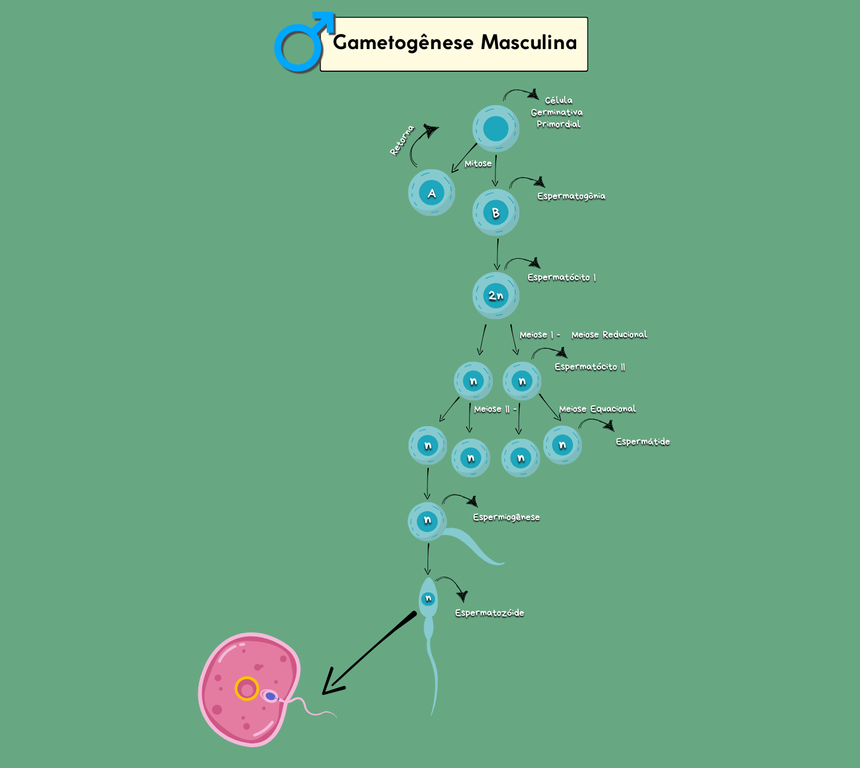 Gametogênese Masculina
Célula
Germinativa
Primordial
Retorna
Mitose
A
Espermatogônia
B
Espermatócito I
2n
Meiose I - Meiose Reducional
Espermatócito II
n
n
Meiose II - Meiose Equacional
Espermátide
n
n
n
n
Espermiogênese
n
n
Espermatozóide